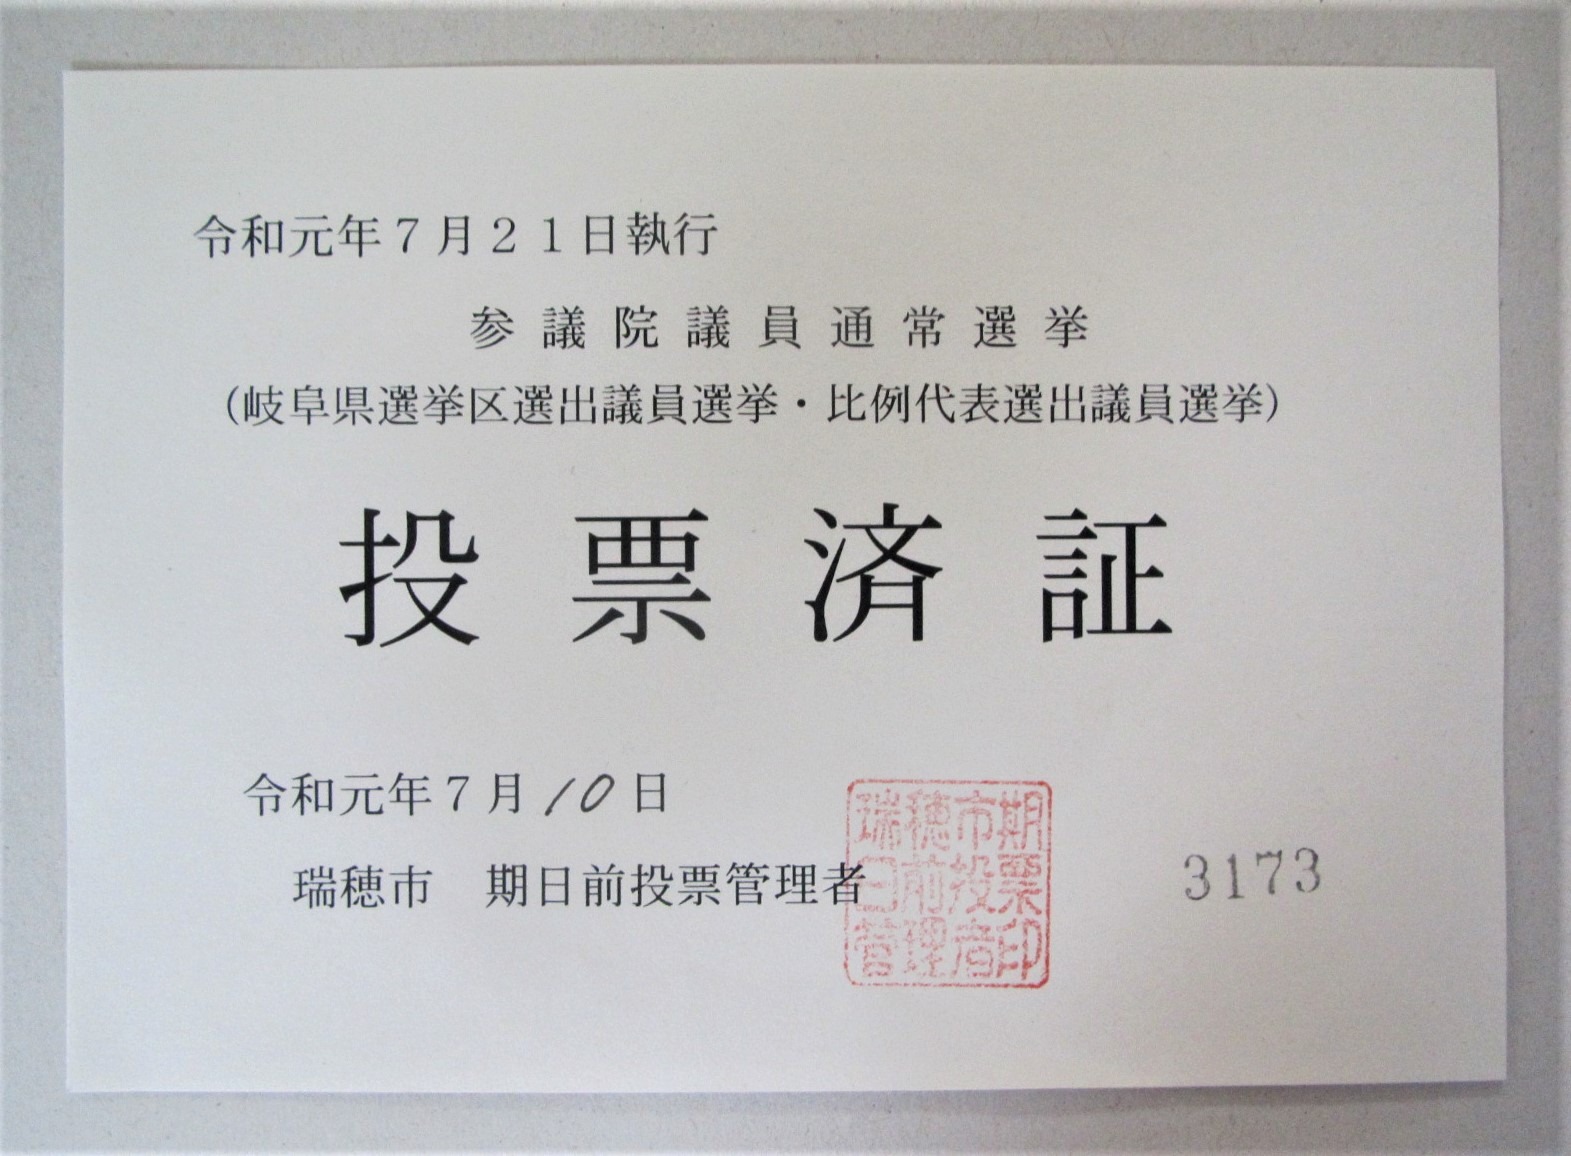 令和元年７月２１日執行
参議院議員通常選挙
（岐阜県選挙区選出議員選挙・比例代表選出議員選挙）
投票済証
令和元年７月10日
瑞穂市　期日前投票管理者
瑞穂市期
日前投票
管理者印
3173